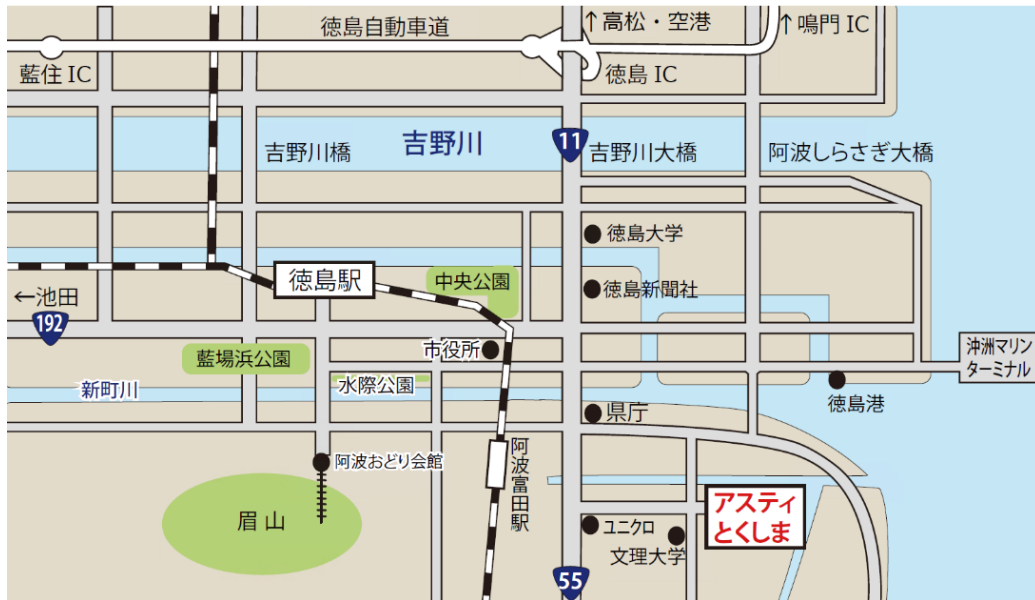 徳島自動車道
↑高松・空港
↑鳴門 IC
藍住 IC
徳島 IC
吉野川橋
吉野川
11
吉野川大橋
阿波しらさぎ大橋
徳島大学
徳島駅
中央公園
徳島新聞社
←池田
192
市役所
藍場浜公園
水際公園
新町川
沖洲マリン
ターミナル
徳島港
県庁
阿波おどり会館
阿波富田駅
眉山
アスティ
とくしま
ユニクロ
文理大学
55